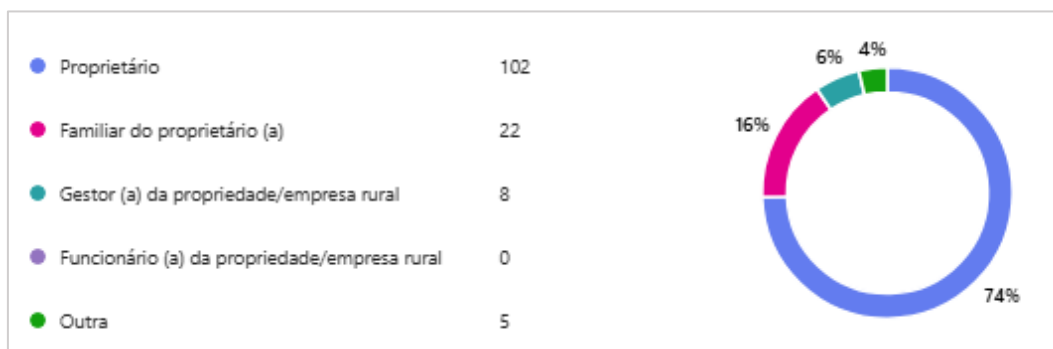 Proprietário 102
Familiar do proprietário (a) 22
Gestor (a) da propriedade/empresa rural 8
Funcionário (a) da propriedade/empresa rural 0
Outra 5
4%
6%
16%
74%